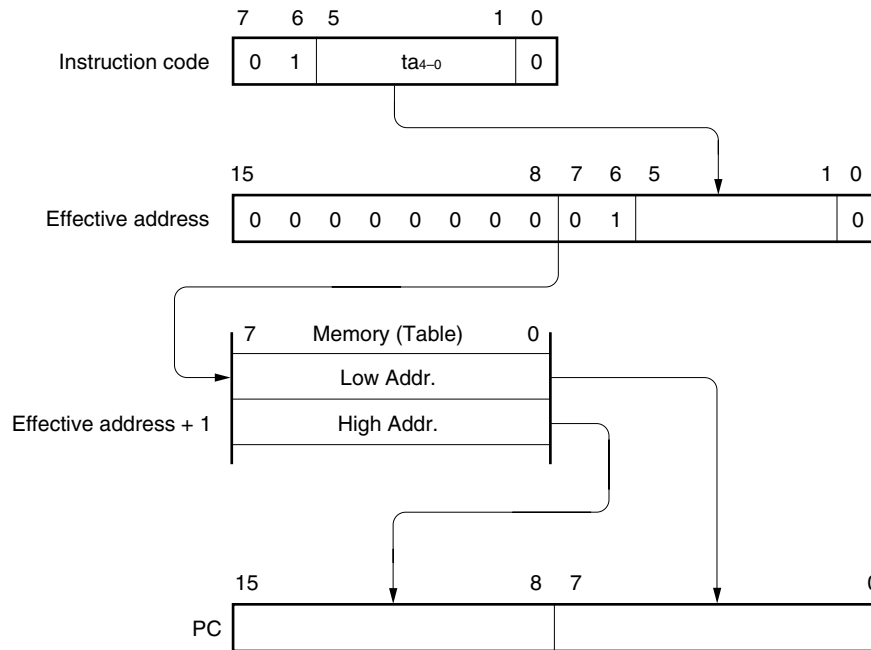 7 6 5 1 0
Instruction code 0 1 ta4–0 0
15 8 7 6 5 1 0
Effective address 0 0 0 0 0 0 0 0 0 1 0
7 Memory (Table) 0
Low Addr.
Effective address + 1 High Addr.
15 8 7 0
PC